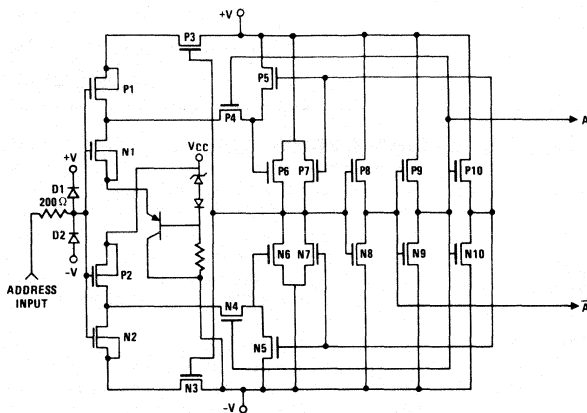 +V
P3
P5
P1
P4
A
N1
VCC
+V
D1
200Ω
P6
P7
P8
P9
P10
D2
-V
P2
N6
N7
N8
N9
N10
ADDRESS
INPUT
N4
A̅
N2
N5
N3
-V